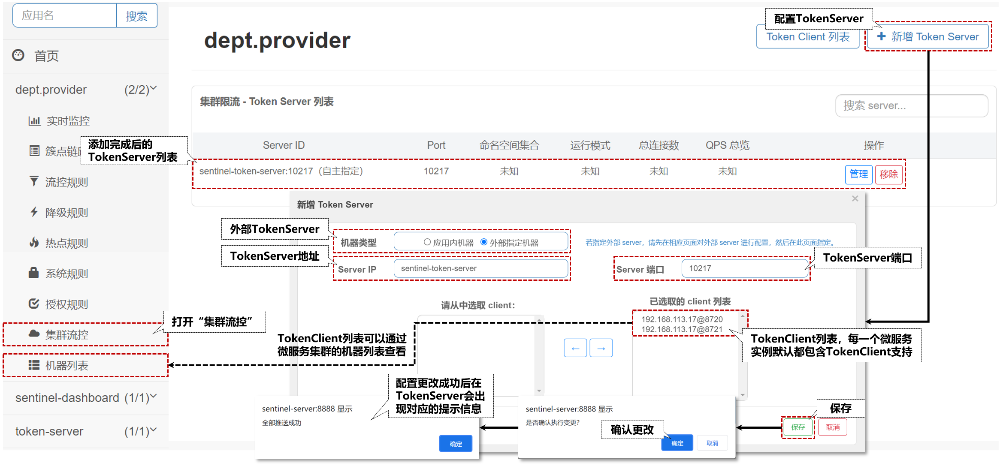 应用名
搜索
首页
dept.provider (2/2)
实时监控
簇点链
流控规则
降级规则
热点规则
系统规则
授权规则
集群流控
机器列表
sentinel-dashboard (1/1)
token-server (1/1)
添加完成后的
TokenServer列表
打开“集群流控”
dept.provider
配置TokenServer
Token Client 列表
新增 Token Server
集群限流 - Token Server 列表
搜索 server...
Server ID Port 命名空间集合 运行模式 总连接数 QPS 总览 操作
sentinel-token-server:10217（自主指定） 10217 未知 未知 未知 未知 管理 移除
新增 Token Server ×
外部TokenServer
机器类型 应用内机器 外部指定机器
若指定外部 server，请先在相应页面对外部 server 进行配置，然后在此页面指定。
TokenServer地址
Server IP sentinel-token-server
Server 端口 10217
TokenServer端口
请从中选取 client：
已选取的 client 列表
192.168.113.17@8720
192.168.113.17@8721
TokenClient列表可以通过
微服务集群的机器列表查看
← →
TokenClient列表，每一个微服务
实例默认都包含TokenClient支持
配置更改成功后在
TokenServer会出
现对应的提示信息
保存
保存 取消
sentinel-server:8888 显示
是否确认执行变更?
确认更改
确定 取消
sentinel-server:8888 显示
全部推送成功
确定